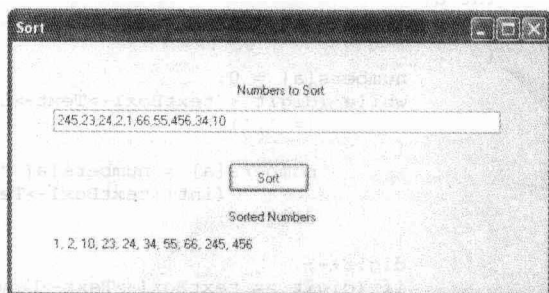 Sort
Numbers to Sort
245,23,24,2,1,66,55,456,34,10
Sort
Sorted Numbers
1, 2, 10, 23, 24, 34, 55, 66, 245, 456